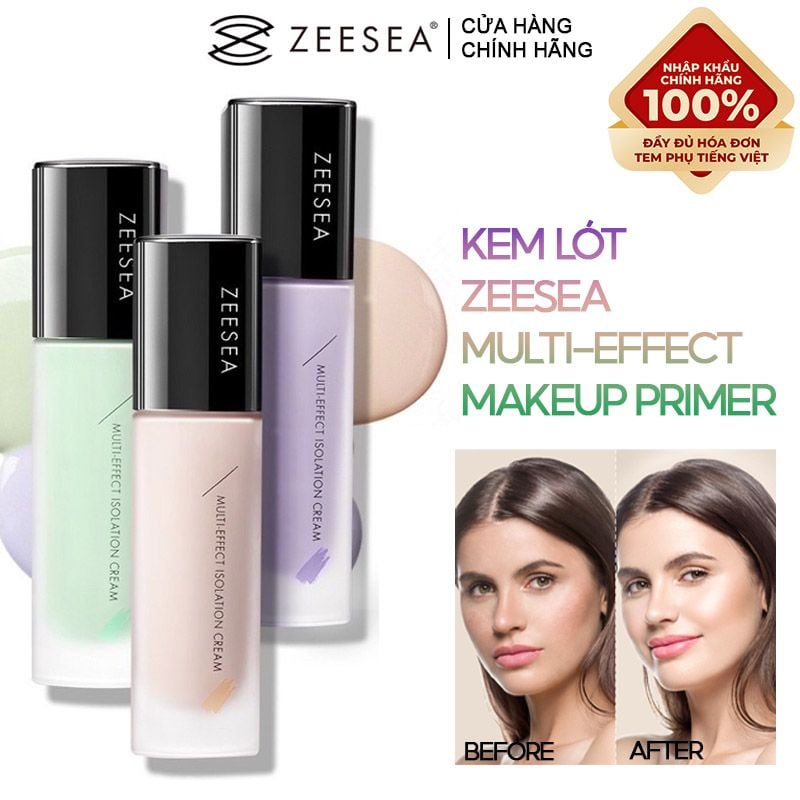 ZEESEA®
CỬA HÀNG
CHÍNH HÃNG
NHẬP KHẨU
CHÍNH HÃNG
100%
ĐẦY ĐỦ HÓA ĐƠN
TEM PHỤ TIẾNG VIỆT
ZEESEA
MULTI-EFFECT ISOLATION CREAM
ZEESEA
MULTI-EFFECT ISOLATION CREAM
ZEESEA
MULTI-EFFECT ISOLATION CREAM
KEM LÓT
ZEESEA
MULTI-EFFECT
MAKEUP PRIMER
BEFORE
AFTER